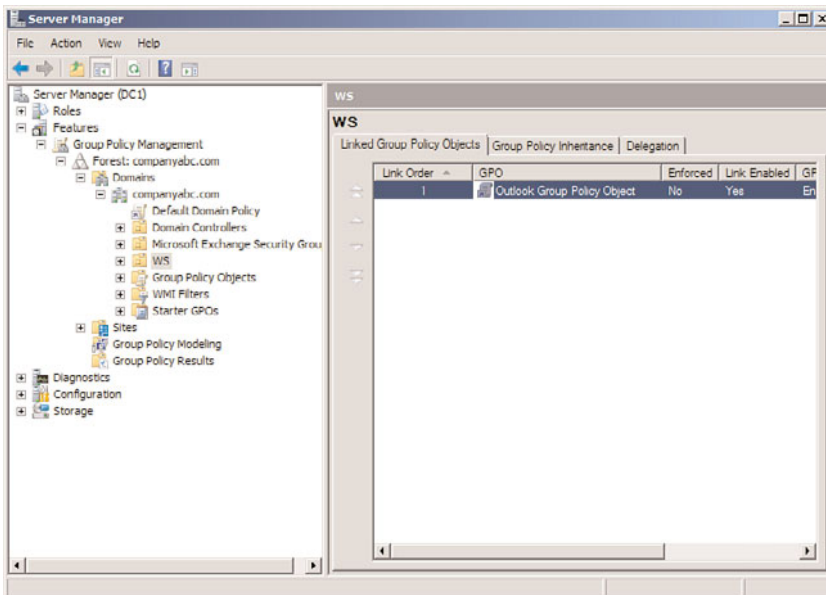 Server Manager
File Action View Help
Server Manager (DC1)
Roles
Features
Group Policy Management
Forest: companyabc.com
Domains
companyabc.com
Default Domain Policy
Domain Controllers
Microsoft Exchange Security Grou
WS
Group Policy Objects
WMI Filters
Starter GPOs
Sites
Group Policy Modeling
Group Policy Results
Diagnostics
Configuration
Storage
WS
WS
Linked Group Policy Objects Group Policy Inheritance Delegation
Link Order GPO Enforced Link Enabled GP
1 Outlook Group Policy Object No Yes En